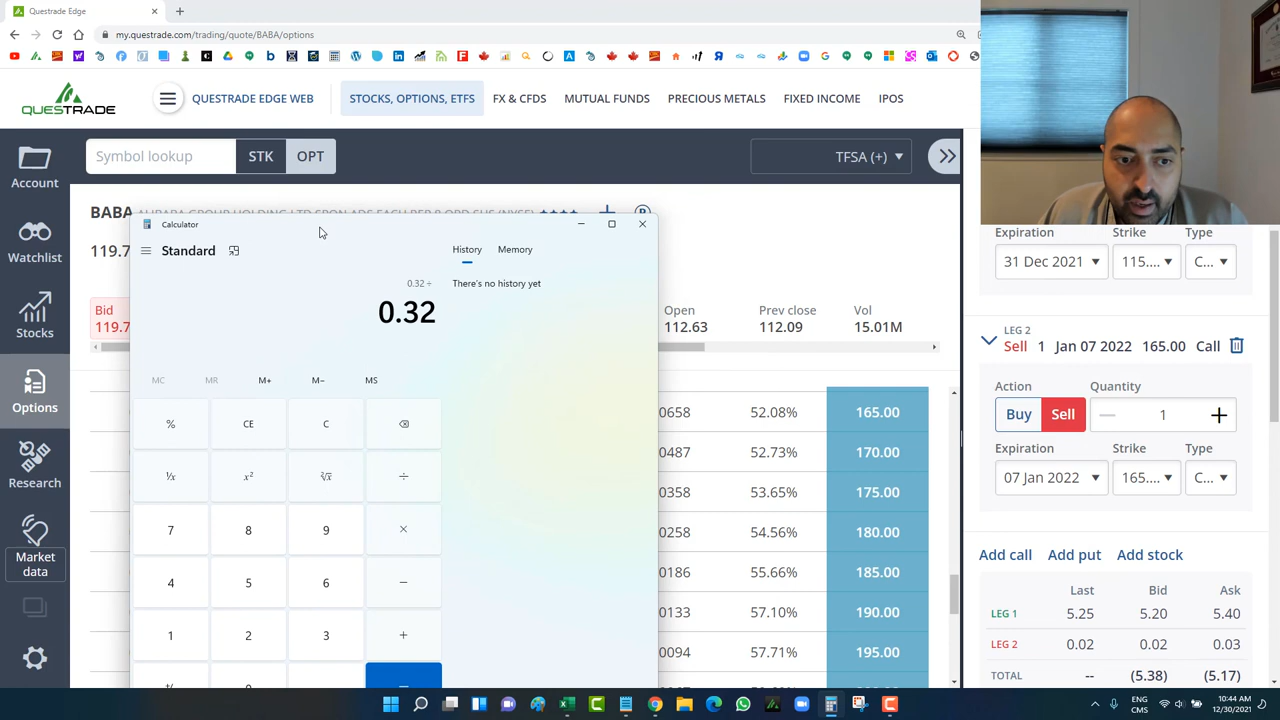 Questrade Edge
my.questrade.com/trading/quote/BABA/options
QUESTRADE
QUESTRADE EDGE WEB
STOCKS, OPTIONS, ETFS
FX & CFDS
MUTUAL FUNDS
PRECIOUS METALS
FIXED INCOME
IPOS
Account
Watchlist
Stocks
Options
Research
Market
data
Symbol lookup
STK
OPT
TFSA (+)
BABA
119.7
Bid
119.7
Open
112.63
Prev close
112.09
Vol
15.01M
Calculator
Standard
History
Memory
There's no history yet
0.32 ÷
0.32
MC
MR
M+
M−
MS
%
CE
C
¹/x
x²
²√x
÷
7
8
9
×
4
5
6
−
1
2
3
+
0658 52.08% 165.00
0487 52.73% 170.00
0358 53.65% 175.00
0258 54.56% 180.00
0186 55.66% 185.00
0133 57.10% 190.00
0094 57.71% 195.00
Expiration Strike Type
31 Dec 2021 115.... C...
LEG 2
Sell 1 Jan 07 2022 165.00 Call
Action Quantity
Buy Sell 1
Expiration Strike Type
07 Jan 2022 165.... C...
Add call Add put Add stock
Last Bid Ask
LEG 1 5.25 5.20 5.40
LEG 2 0.02 0.02 0.03
TOTAL -- (5.38) (5.17)
ENG
CMS
10:44 AM
12/30/2021